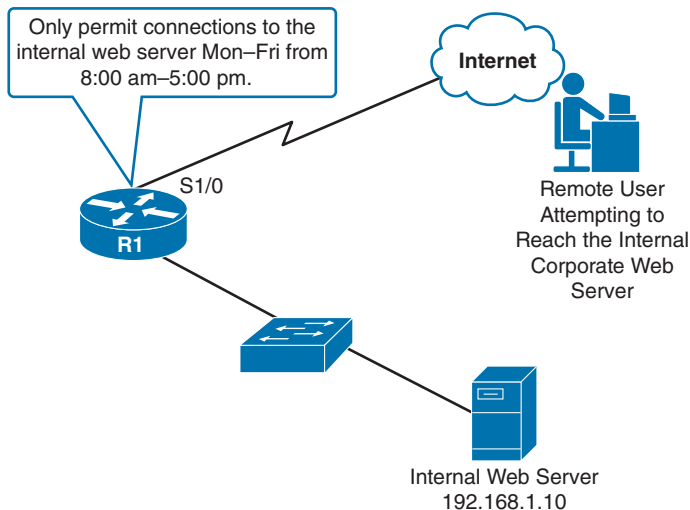 Only permit connections to the
internal web server Mon–Fri from
8:00 am–5:00 pm.
Internet
S1/0
R1
Remote User
Attempting to
Reach the Internal
Corporate Web
Server
Internal Web Server
192.168.1.10